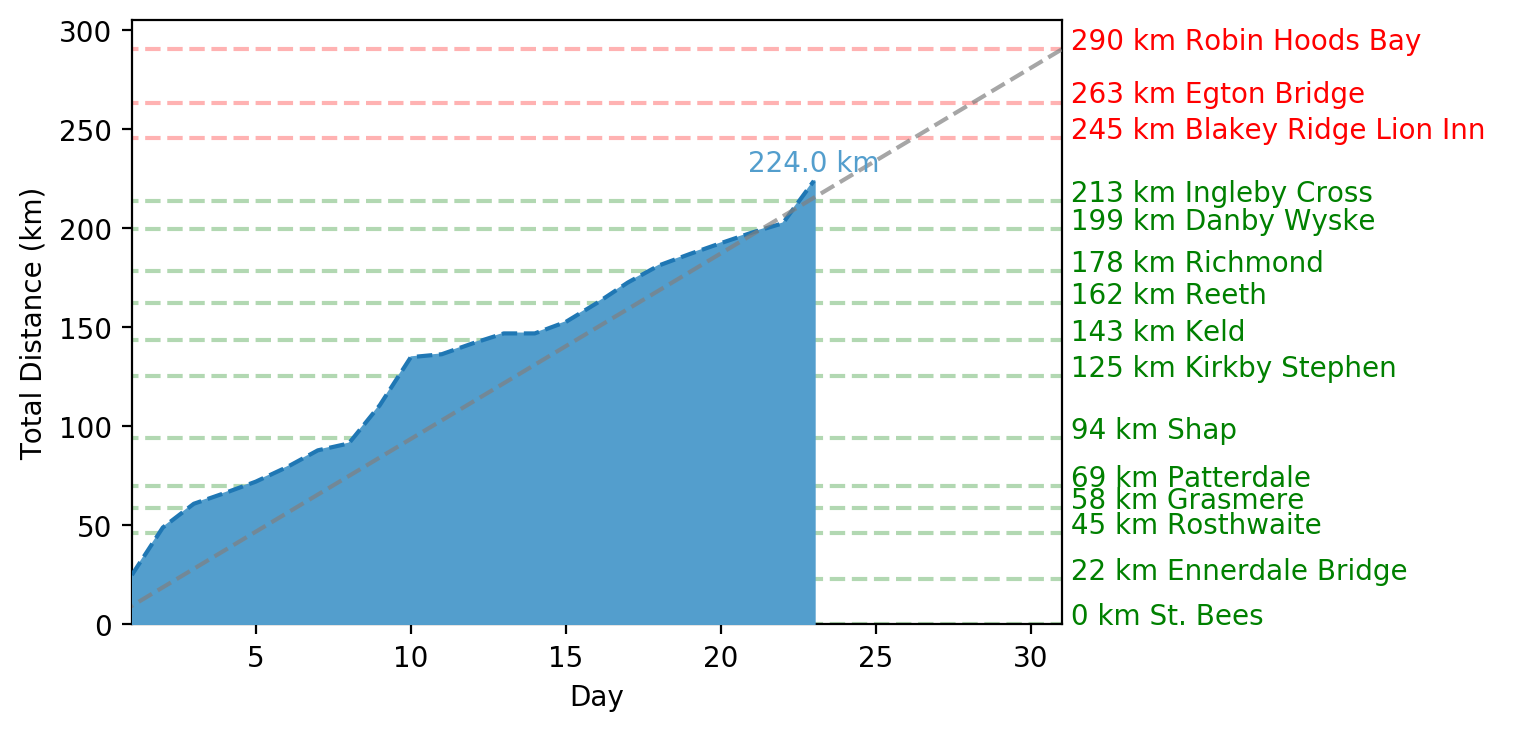 300
250
200
150
100
50
0
Total Distance (km)
224.0 km
5
10
15
20
25
30
Day
290 km Robin Hoods Bay
263 km Egton Bridge
245 km Blakey Ridge Lion Inn
213 km Ingleby Cross
199 km Danby Wyske
178 km Richmond
162 km Reeth
143 km Keld
125 km Kirkby Stephen
94 km Shap
69 km Patterdale
58 km Grasmere
45 km Rosthwaite
22 km Ennerdale Bridge
0 km St. Bees